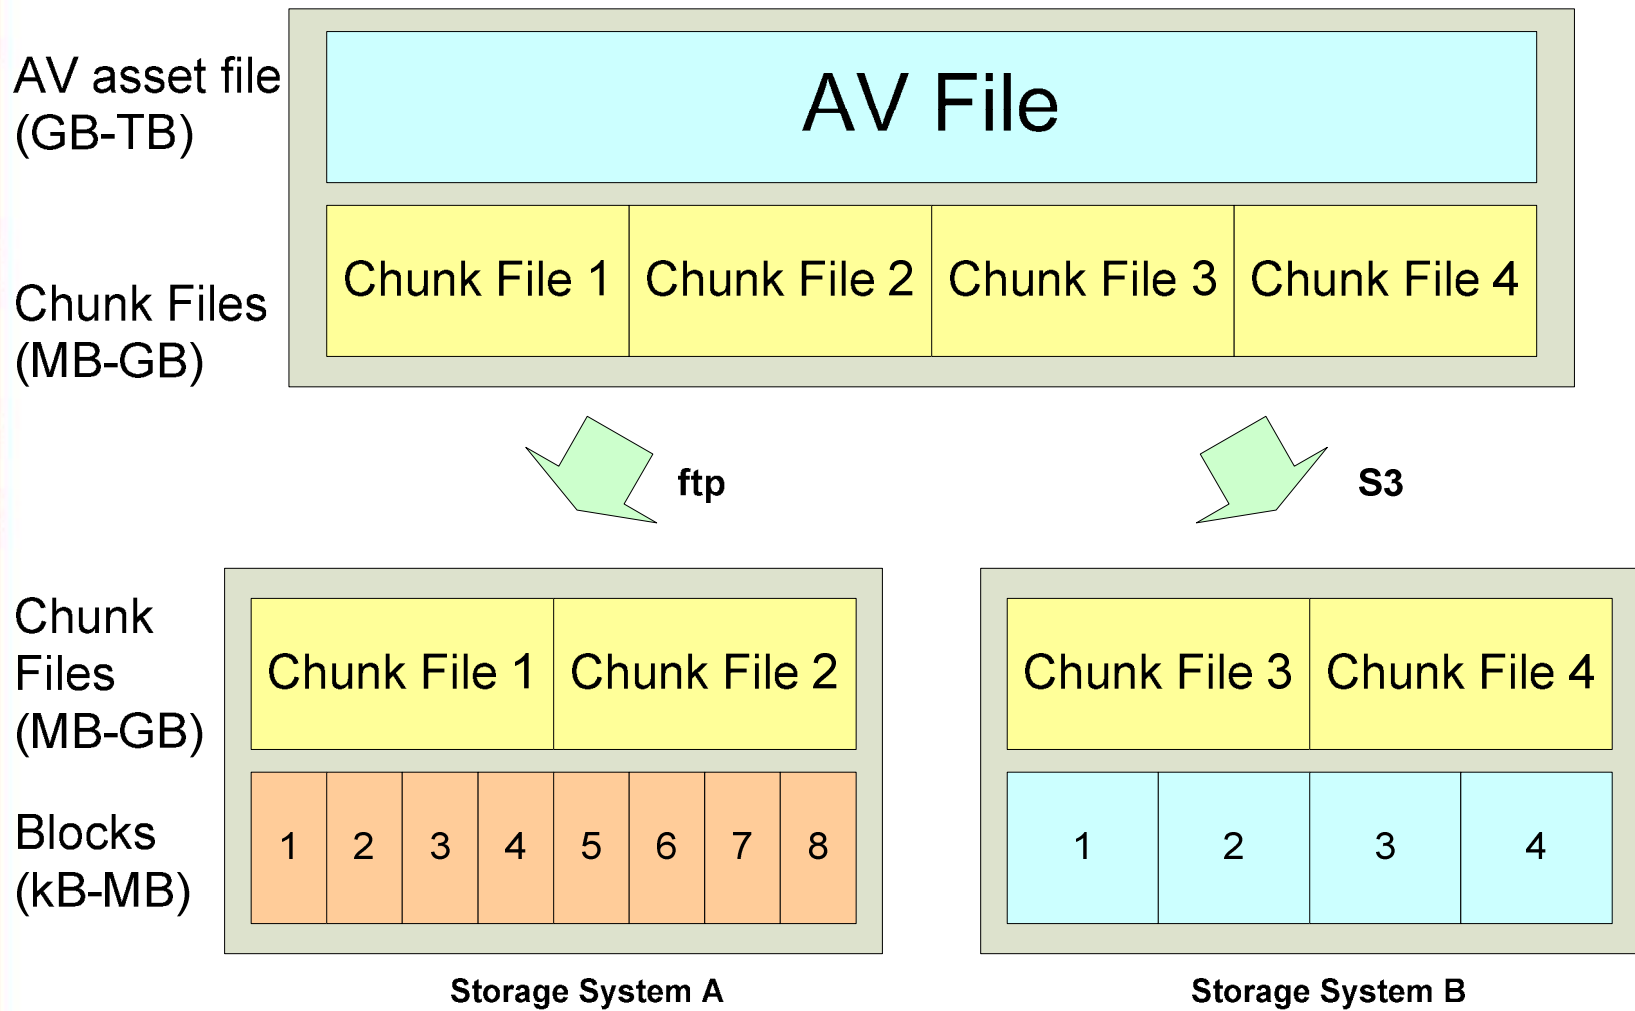 AV asset file
(GB-TB)
AV File
Chunk Files
(MB-GB)
Chunk File 1
Chunk File 2
Chunk File 3
Chunk File 4
ftp
S3
Chunk
Files
(MB-GB)
Chunk File 1
Chunk File 2
Chunk File 3
Chunk File 4
Blocks
(kB-MB)
1
2
3
4
5
6
7
8
1
2
3
4
Storage System A
Storage System B